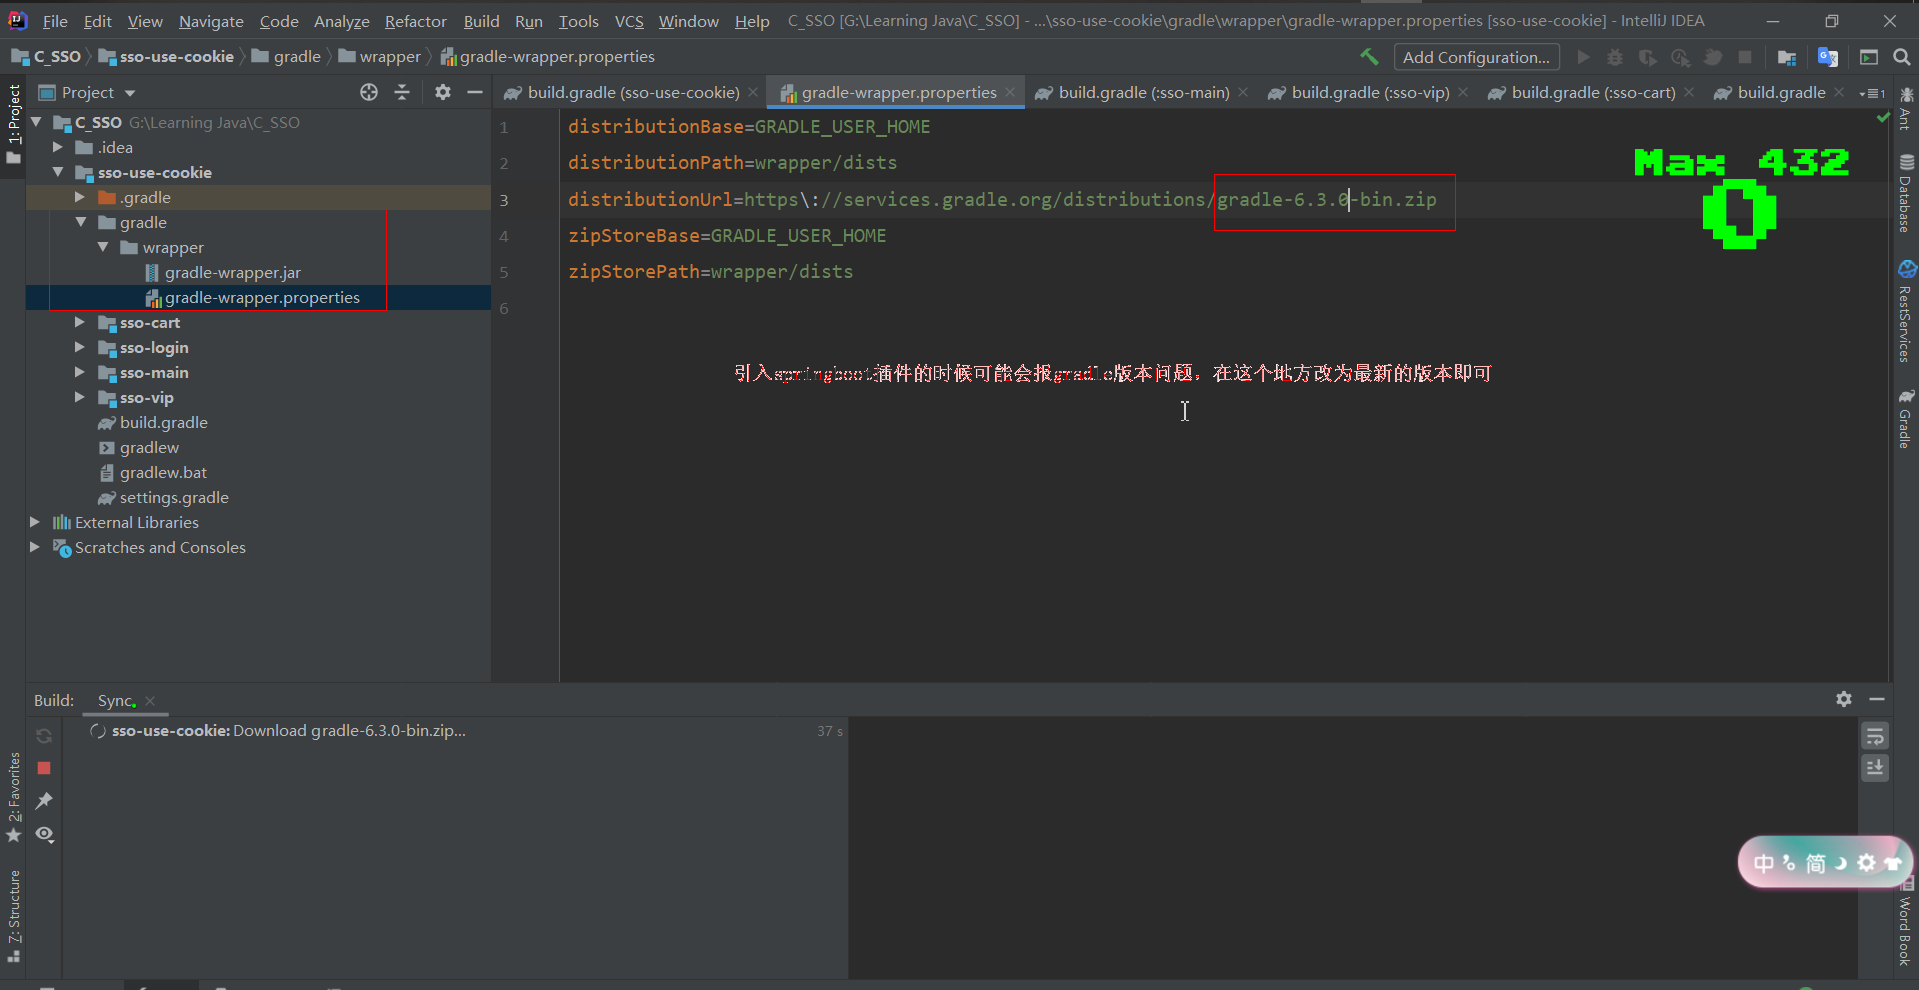 File Edit View Navigate Code Analyze Refactor Build Run Tools VCS Window Help C_SSO [G:\Learning Java\C_SSO] - ...\sso-use-cookie\gradle\wrapper\gradle-wrapper.properties [sso-use-cookie] - IntelliJ IDEA
C_SSO sso-use-cookie gradle wrapper gradle-wrapper.properties Add Configuration...
1: Project
Project
build.gradle (sso-use-cookie) gradle-wrapper.properties build.gradle (:sso-main) build.gradle (:sso-vip) build.gradle (:sso-cart) build.gradle 1
C_SSO G:\Learning Java\C_SSO
.idea
sso-use-cookie
.gradle
gradle
wrapper
gradle-wrapper.jar
gradle-wrapper.properties
sso-cart
sso-login
sso-main
sso-vip
build.gradle
gradlew
gradlew.bat
settings.gradle
External Libraries
Scratches and Consoles
1 distributionBase=GRADLE_USER_HOME
2 distributionPath=wrapper/dists
3 distributionUrl=https\://services.gradle.org/distributions/gradle-6.3.0-bin.zip
4 zipStoreBase=GRADLE_USER_HOME
5 zipStorePath=wrapper/dists
6
引入springboot插件的时候可能会报gradle版本问题，在这个地方改为最新的版本即可
Max 432
0
Ant
Database
RestServices
Gradle
Word Book
Build: Sync
sso-use-cookie: Download gradle-6.3.0-bin.zip... 37 s
2: Favorites
7: Structure
中 简